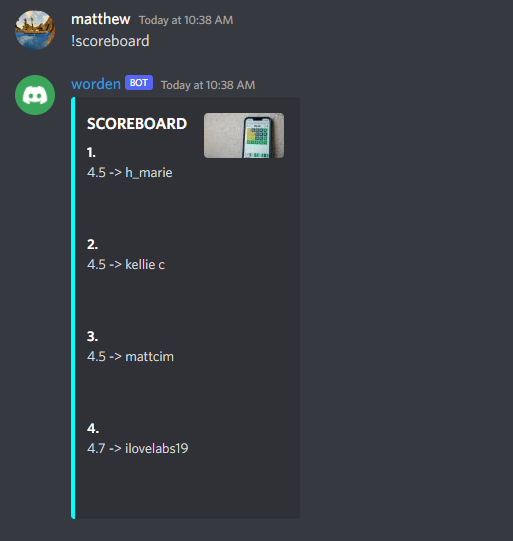 matthew Today at 10:38 AM
!scoreboard
worden BOT Today at 10:38 AM
SCOREBOARD
1.
4.5 -> h_marie
2.
4.5 -> kellie c
3.
4.5 -> mattcim
4.
4.7 -> ilovelabs19